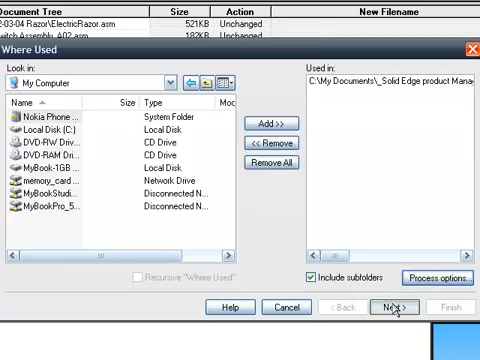 Document Tree Size Action New Filename
2-03-04 Razor\ElectricRazor.asm 521KB Unchanged
witch Assembly_A02.asm 182KB Unchanged
Where Used
Look in: Used in:
My Computer
Name Size Type Moc
C:\My Documents\_Solid Edge product Mana
Nokia Phone ... System Folder
Local Disk (C:) Local Disk
DVD-RW Driv... CD Drive
DVD-RAM Dri... CD Drive
MyBook-1GB Local Disk
memory_card ... Network Drive
MyBookStudi... Disconnected N...
MyBookPro_5... Disconnected N...
Add >>
<< Remove
Remove All
Recursive "Where Used"
Include subfolders Process options...
Help Cancel < Back Next > Finish